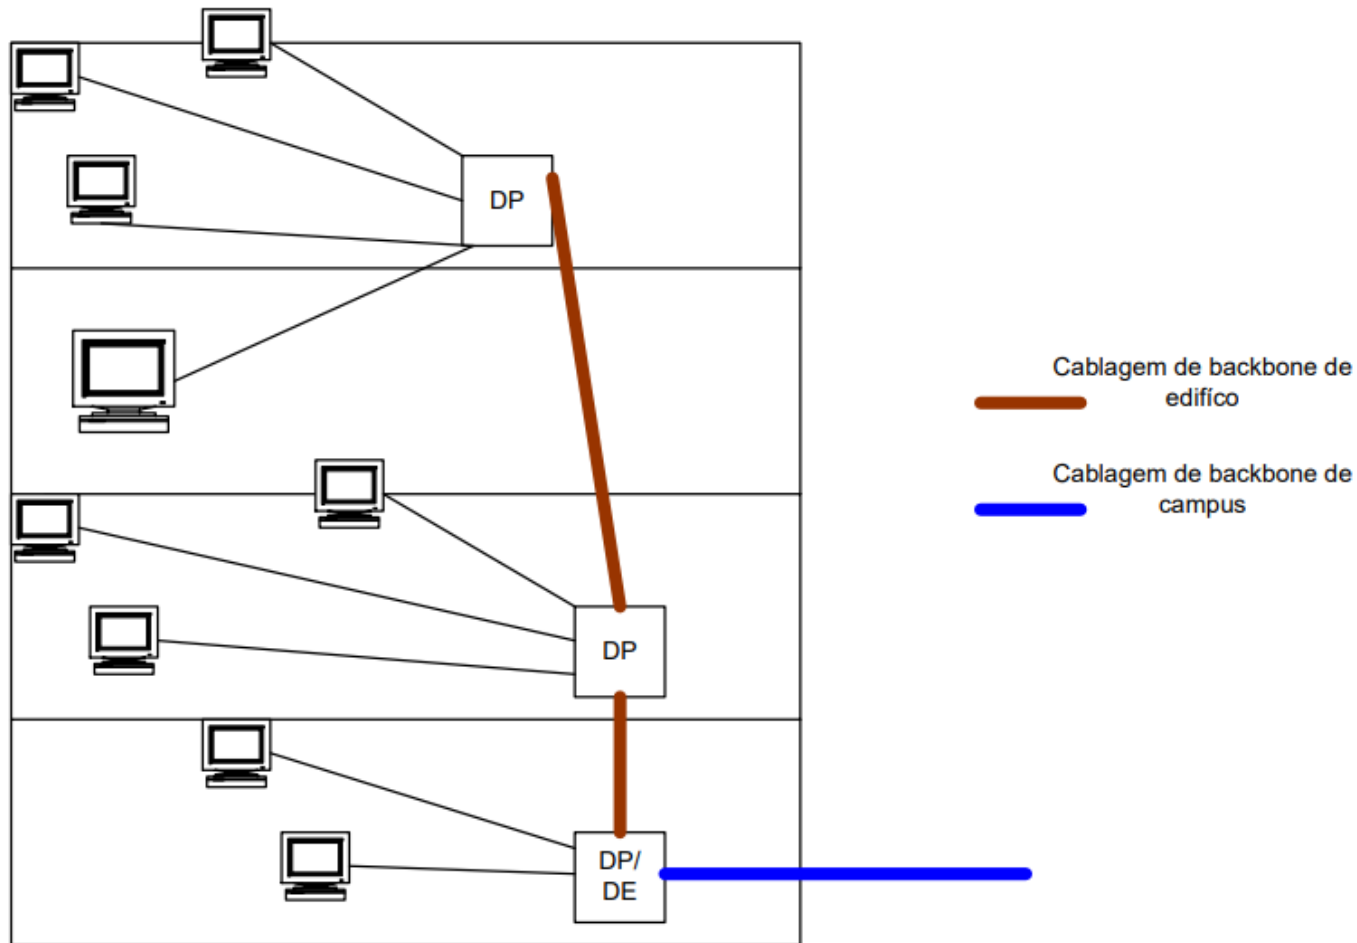 DP
Cablagem de backbone de
edifíco
Cablagem de backbone de
campus
DP
DP/
DE